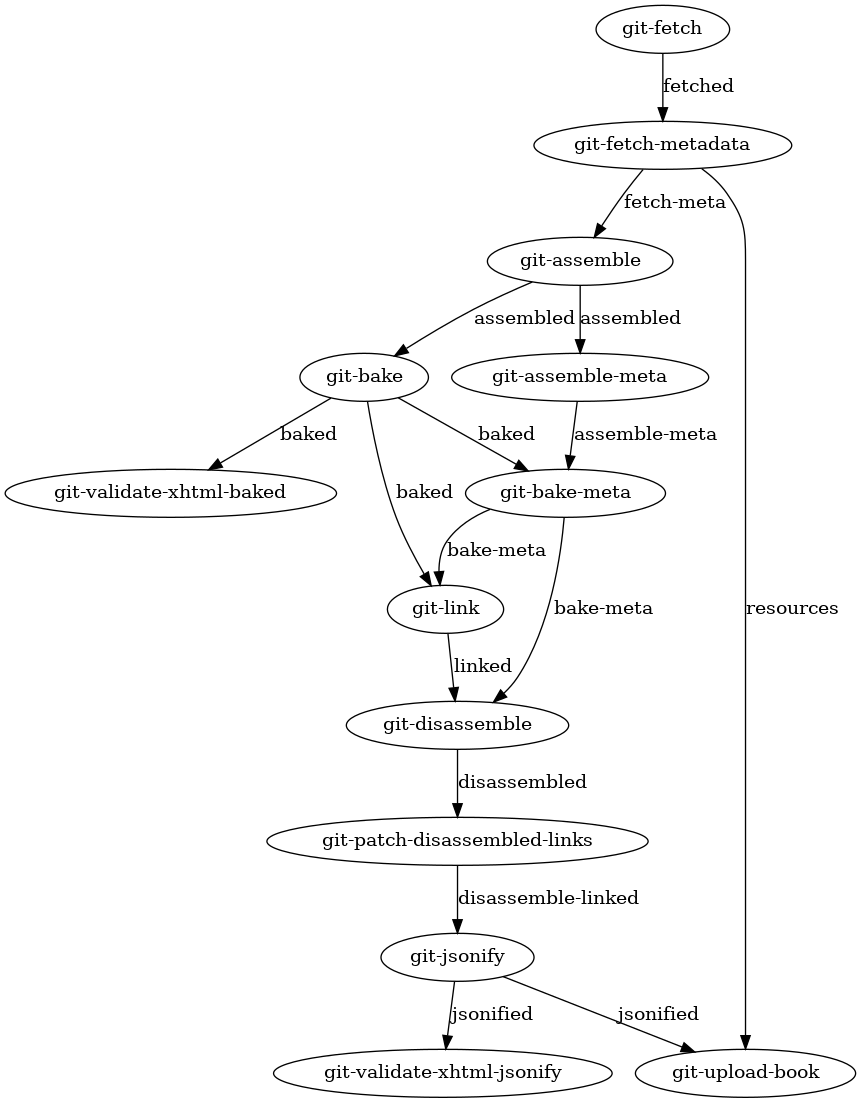 git-fetch
fetched
git-fetch-metadata
fetch-meta
git-assemble
assembled
assembled
git-bake
git-assemble-meta
baked
baked
assemble-meta
git-validate-xhtml-baked
baked
git-bake-meta
bake-meta
git-link
bake-meta
resources
linked
git-disassemble
disassembled
git-patch-disassembled-links
disassemble-linked
git-jsonify
jsonified
jsonified
git-validate-xhtml-jsonify
git-upload-book